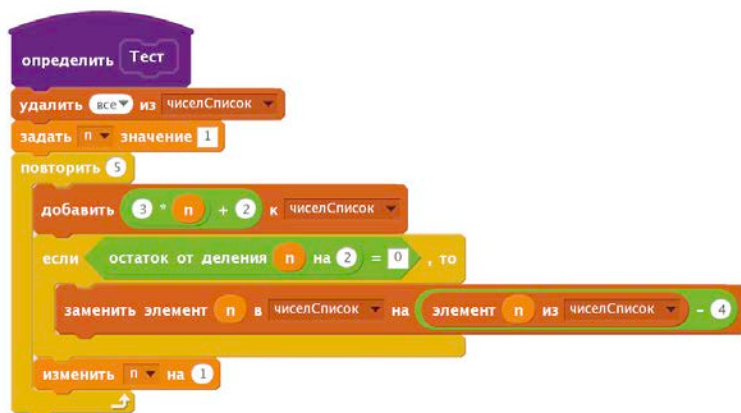 определить Тест
удалить все из чиселСписок
задать n значение 1
повторить 5
добавить 3 * n + 2 к чиселСписок
если остаток от деления n на 2 = 0 , то
заменить элемент n в чиселСписок на элемент n из чиселСписок - 4
изменить n на 1